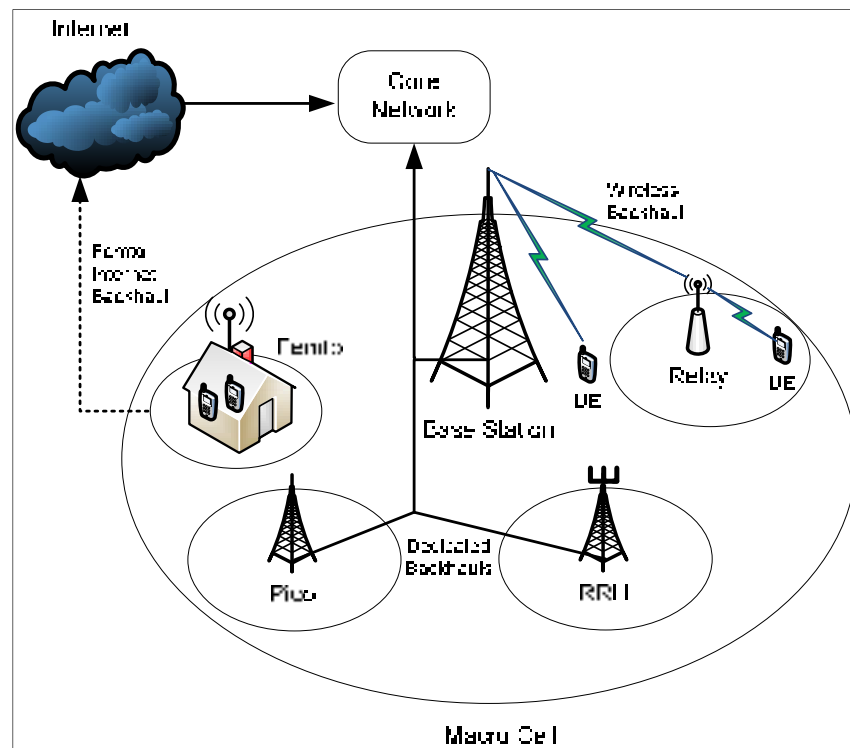 Internet
Core
Network
Wireless
Backhaul
Femto
Internet
Backhaul
Femto
Relay
UE
UE
Base Station
Dedicated
Backhauls
Pico
RRH
Macro Cell